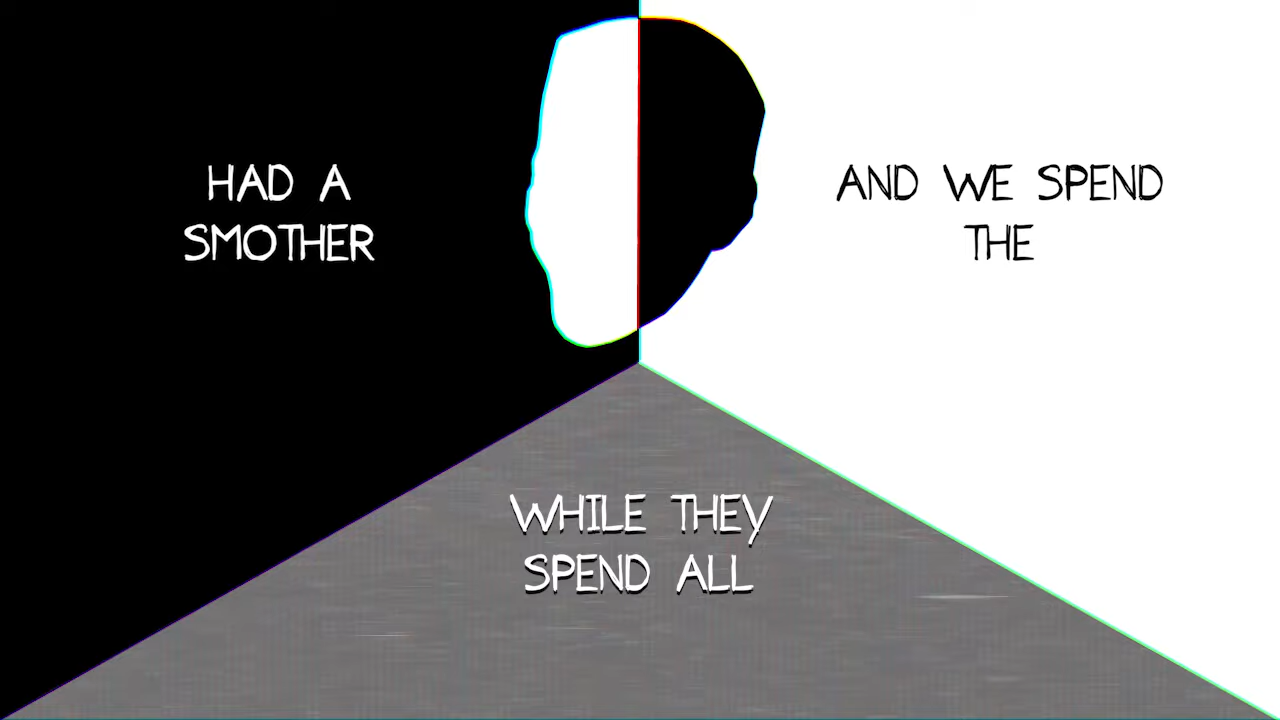 HAD A
SMOTHER
AND WE SPEND
THE
WHILE THEY
SPEND ALL